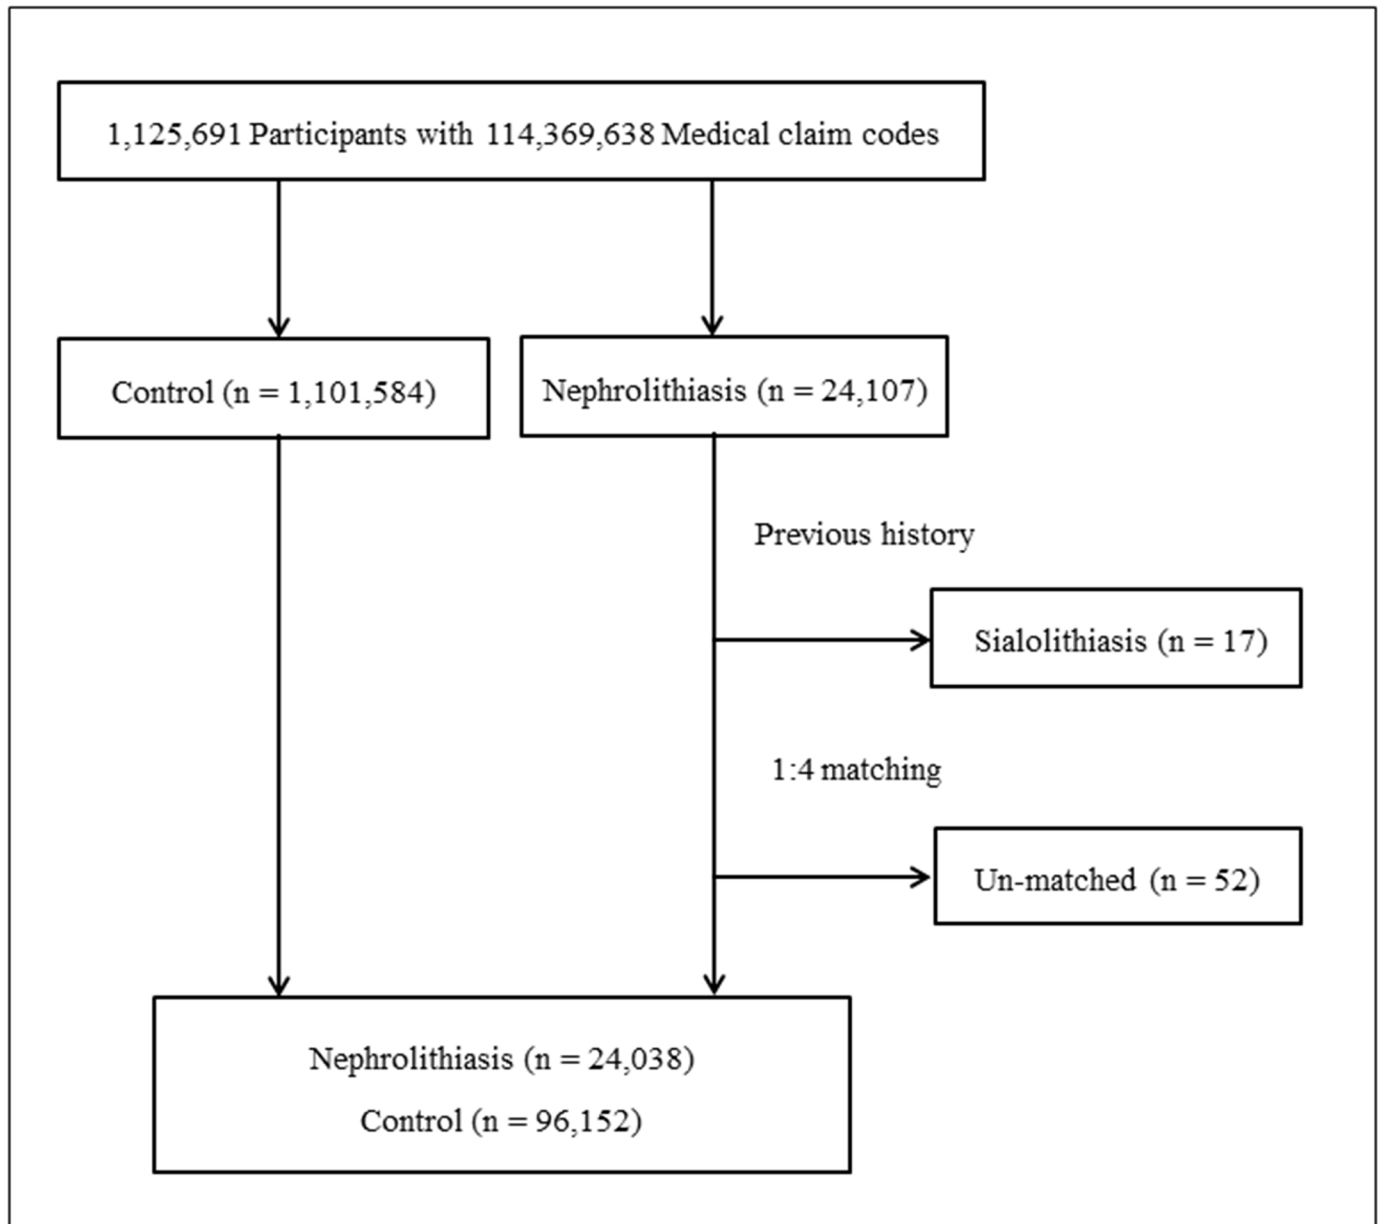 1,125,691 Participants with 114,369,638 Medical claim codes
Control (n = 1,101,584)
Nephrolithiasis (n = 24,107)
Previous history
Sialolithiasis (n = 17)
1:4 matching
Un-matched (n = 52)
Nephrolithiasis (n = 24,038)
Control (n = 96,152)